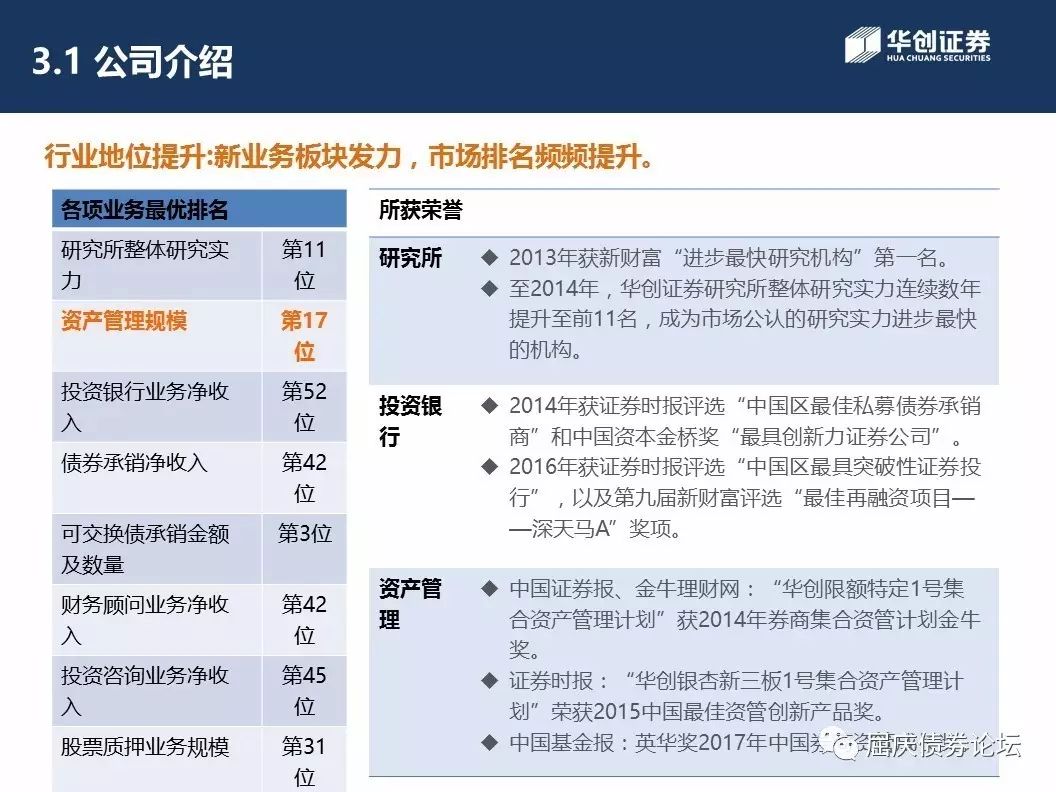 3.1 公司介绍
华创证券
HUA CHUANG SECURITIES
行业地位提升:新业务板块发力，市场排名频频提升。
各项业务最优排名
研究所整体研究实
力
第11
位
资产管理规模
第17
位
投资银行业务净收
入
第52
位
债券承销净收入
第42
位
可交换债承销金额
及数量
第3位
财务顾问业务净收
入
第42
位
投资咨询业务净收
入
第45
位
股票质押业务规模
第31
位
所获荣誉
研究所
◆ 2013年获新财富“进步最快研究机构”第一名。
◆ 至2014年，华创证券研究所整体研究实力连续数年
提升至前11名，成为市场公认的研究实力进步最快
的机构。
投资银
行
◆ 2014年获证券时报评选“中国区最佳私募债券承销
商”和中国资本金桥奖“最具创新力证券公司”。
◆ 2016年获证券时报评选“中国区最具突破性证券投
行”，以及第九届新财富评选“最佳再融资项目—
—深天马A”奖项。
资产管
理
◆ 中国证券报、金牛理财网：“华创限额特定1号集
合资产管理计划”获2014年券商集合资管计划金牛
奖。
◆ 证券时报：“华创银杏新三板1号集合资产管理计
划”荣获2015中国最佳资管创新产品奖。
◆ 中国基金报：英华奖2017年中国券
屈庆债券论坛